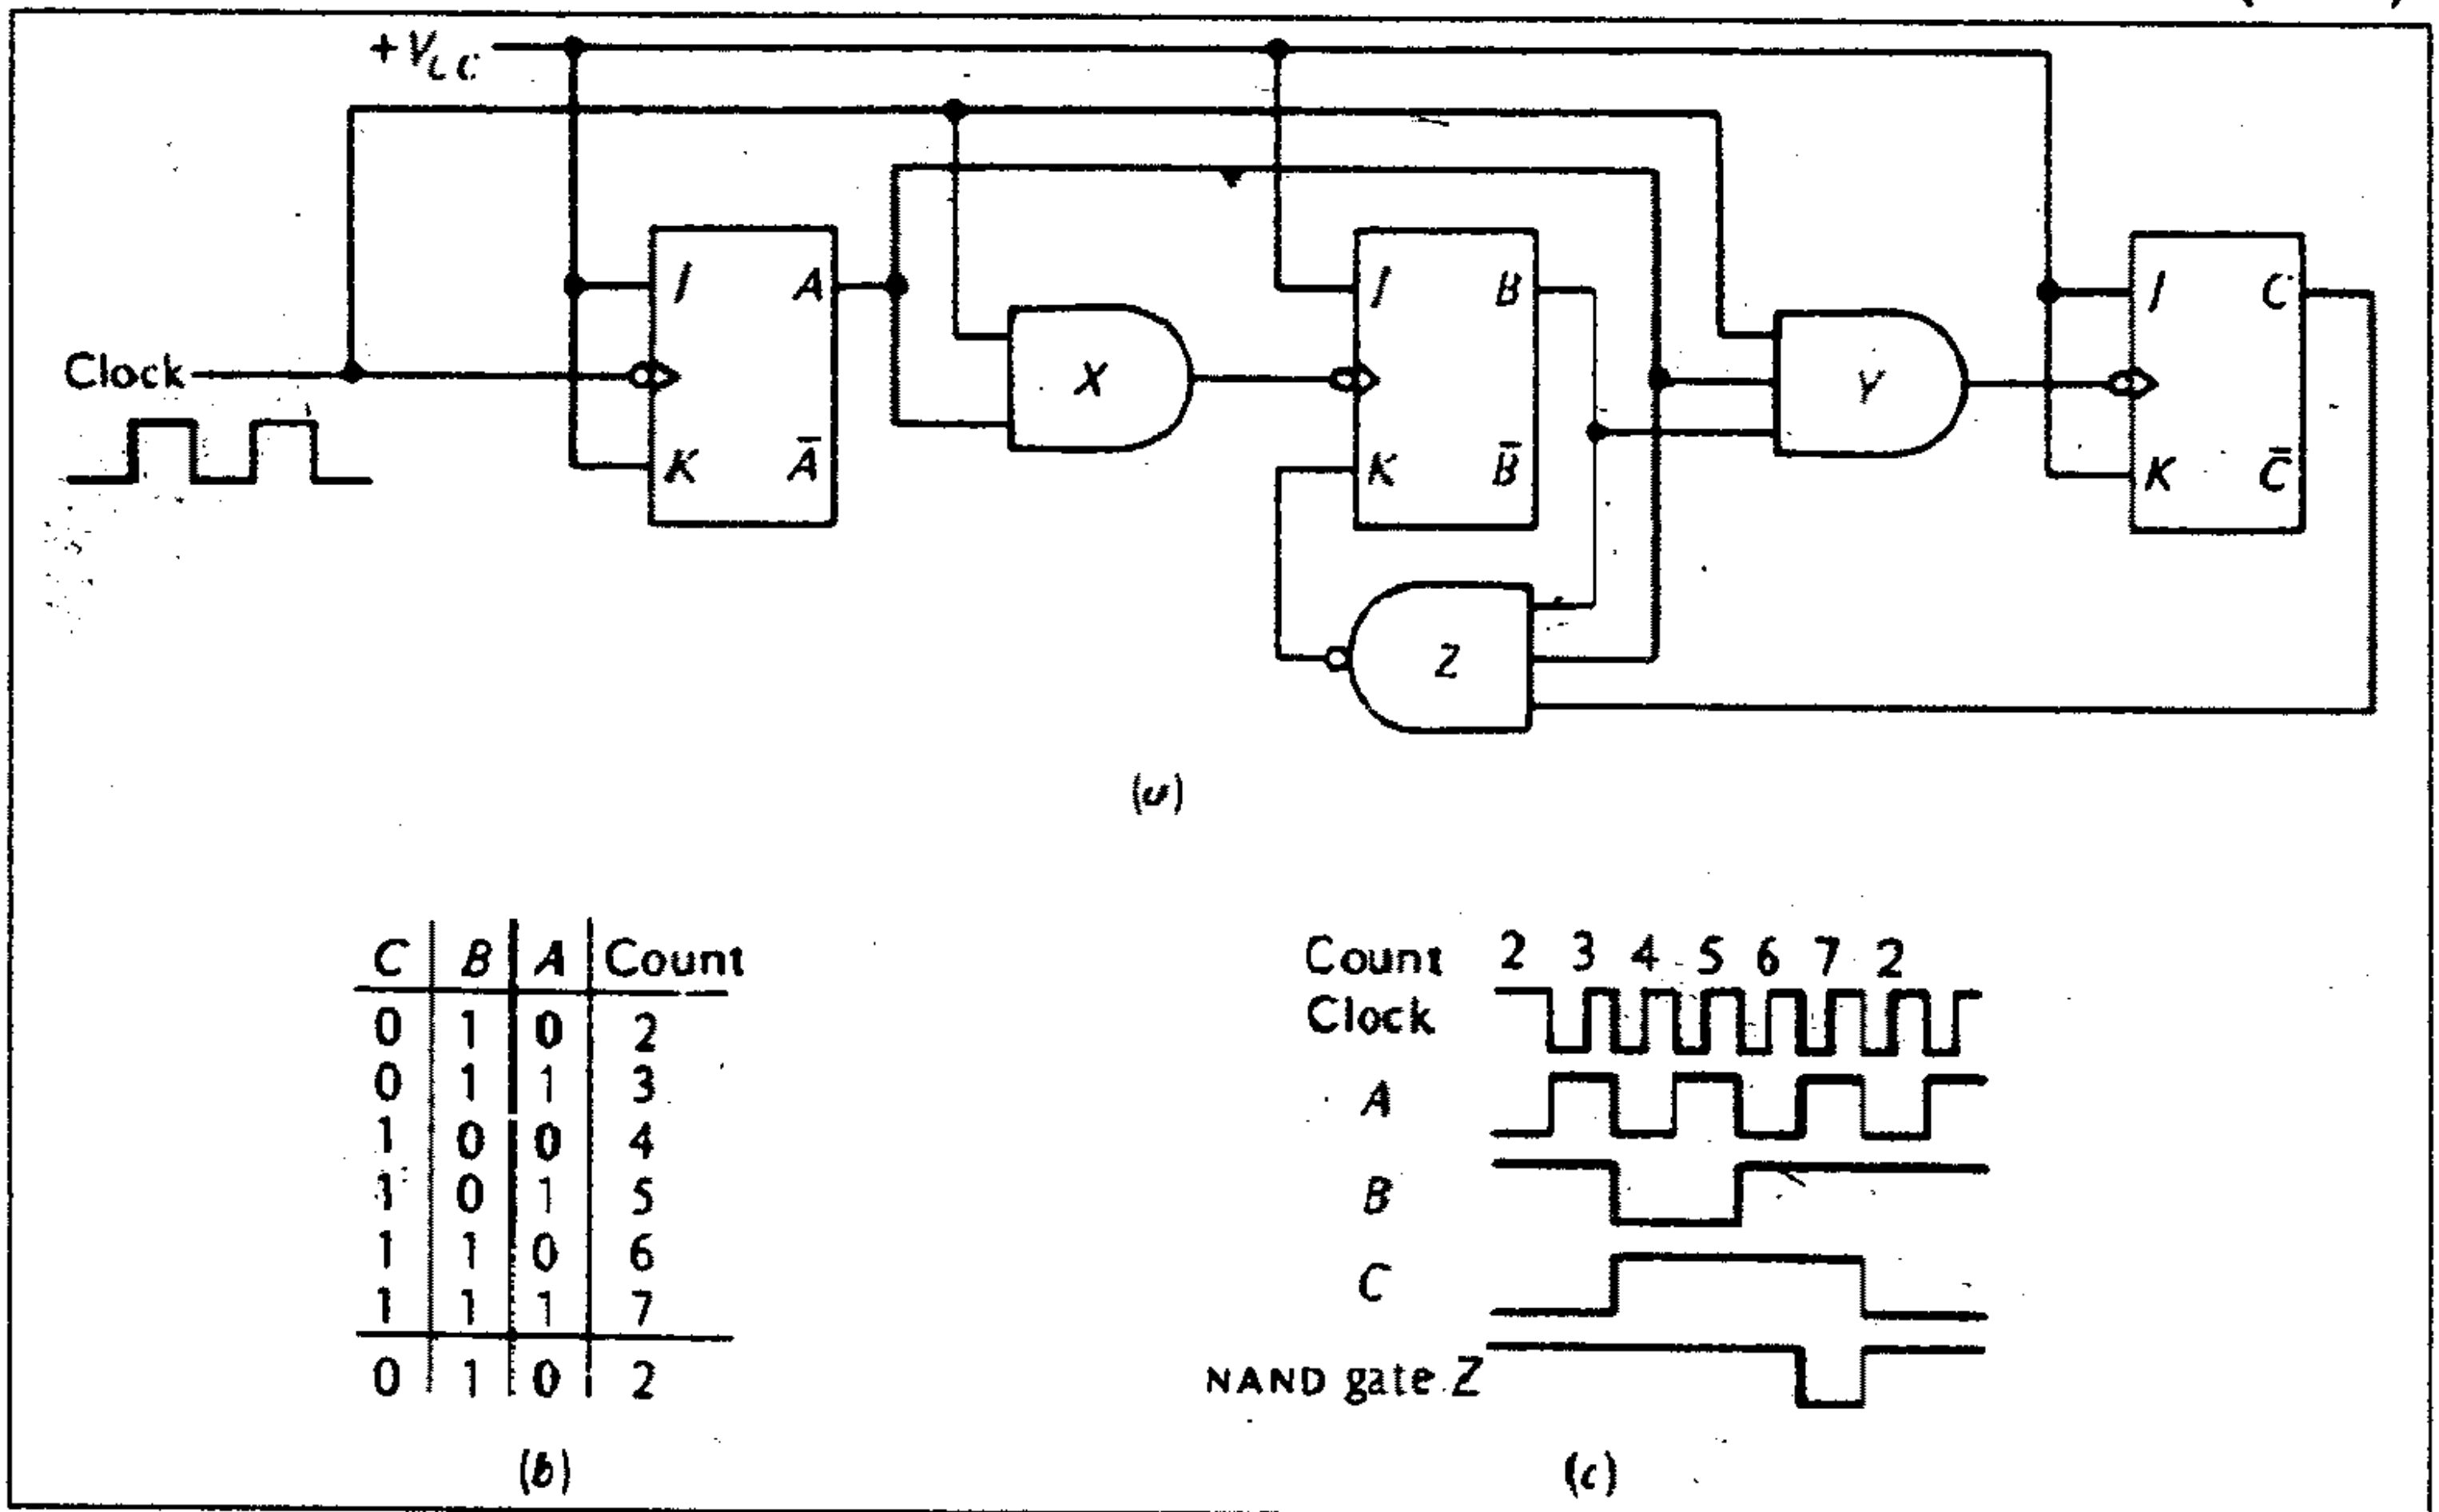 +V_CC
J A
J B
J C
Clock
X
Y
K Ā
K B̄
K C̄
Z
(a)
C B A Count
0 1 0 2
0 1 1 3
1 0 0 4
1 0 1 5
1 1 0 6
1 1 1 7
0 1 0 2
(b)
Count 2 3 4 5 6 7 2
Clock
A
B
C
NAND gate Z
(c)